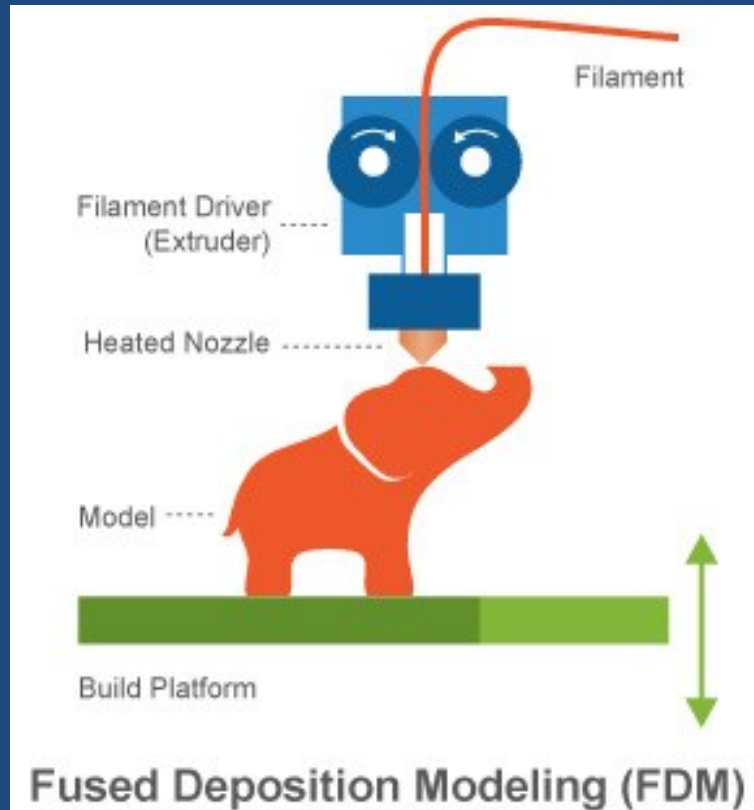 Filament
Filament Driver
(Extruder)
Heated Nozzle
Model
Build Platform
Fused Deposition Modeling (FDM)